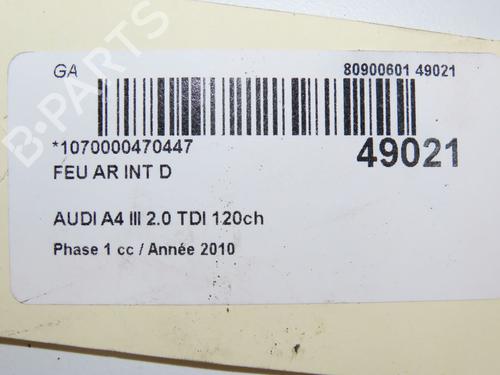 GA
80900601 49021
*1070000470447
49021
FEU AR INT D
AUDI A4 III 2.0 TDI 120ch
Phase 1 cc / Année 2010
B-PARTS